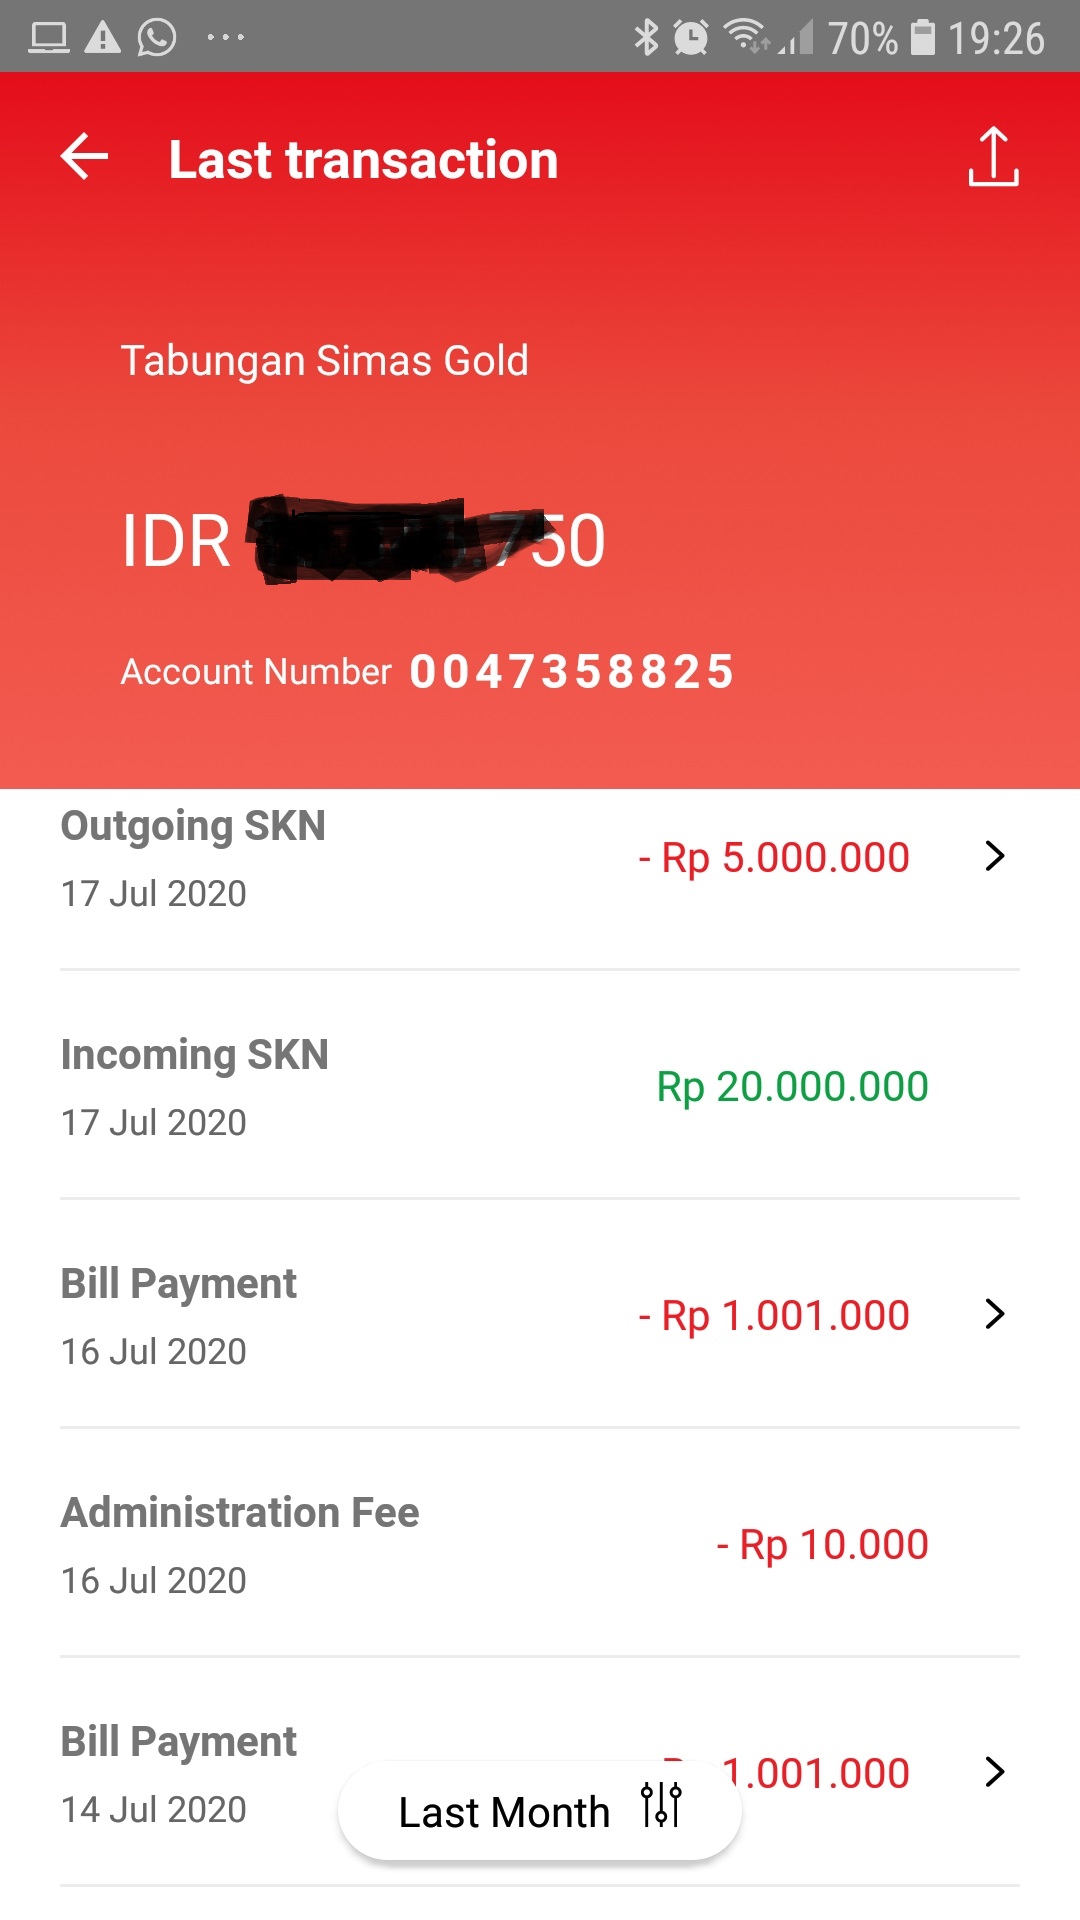 70% 19:26
Last transaction
Tabungan Simas Gold
IDR 750
Account Number 0047358825
Outgoing SKN
- Rp 5.000.000
17 Jul 2020
Incoming SKN
Rp 20.000.000
17 Jul 2020
Bill Payment
- Rp 1.001.000
16 Jul 2020
Administration Fee
- Rp 10.000
16 Jul 2020
Bill Payment
1.001.000
14 Jul 2020
Last Month